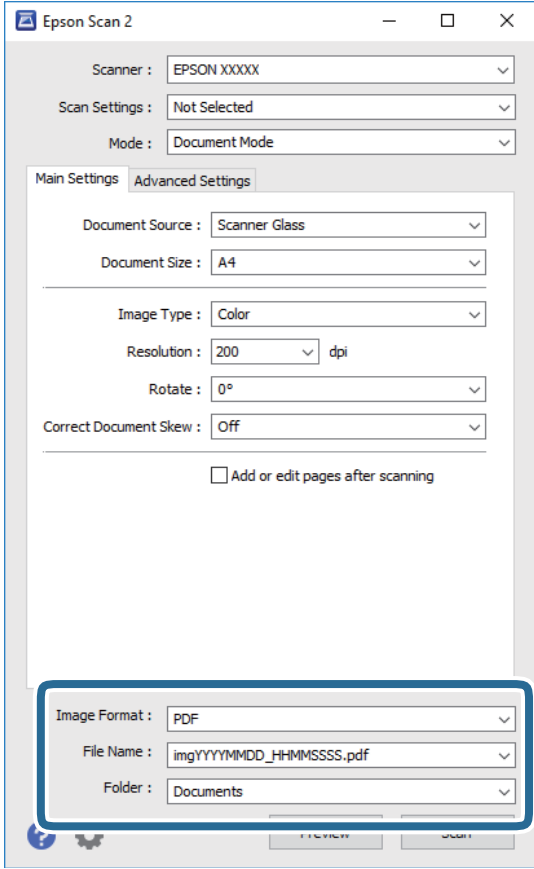 Epson Scan 2
Scanner : EPSON XXXXX
Scan Settings : Not Selected
Mode : Document Mode
Main Settings Advanced Settings
Document Source : Scanner Glass
Document Size : A4
Image Type : Color
Resolution : 200 dpi
Rotate : 0°
Correct Document Skew : Off
Add or edit pages after scanning
Image Format : PDF
File Name : imgYYYYMMDD_HHMMSSSS.pdf
Folder : Documents
? Preview Scan